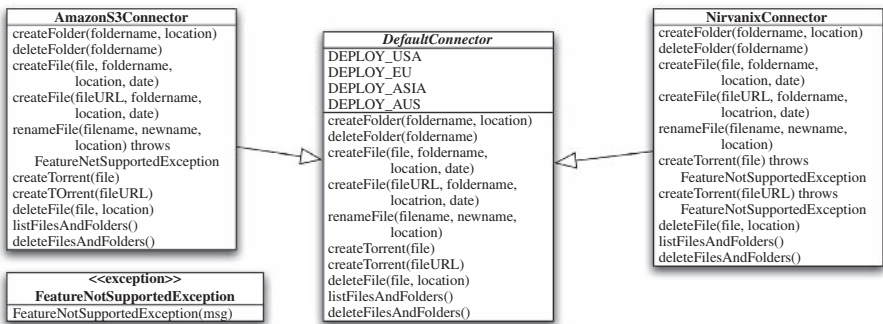 AmazonS3Connector
createFolder(foldername, location)
deleteFolder(foldername)
createFile(file, foldername,
location, date)
createFile(fileURL, foldername,
location, date)
renameFile(filename, newname,
location) throws
FeatureNetSupportedException
createTorrent(file)
createTOrrent(fileURL)
deleteFile(file, location)
listFilesAndFolders()
deleteFilesAndFolders()
<<exception>>
FeatureNotSupportedException
FeatureNotSupportedException(msg)
DefaultConnector
DEPLOY_USA
DEPLOY_EU
DEPLOY_ASIA
DEPLOY_AUS
createFolder(foldername, location)
deleteFolder(foldername)
createFile(file, foldername,
location, date)
createFile(fileURL, foldername,
locatrion, date)
renameFile(filename, newname,
location)
createTorrent(file)
createTorrent(fileURL)
deleteFile(file, location)
listFilesAndFolders()
deleteFilesAndFolders()
NirvanixConnector
createFolder(foldername, location)
deleteFolder(foldername)
createFile(file, foldername,
location, date)
createFile(fileURL, foldername,
locatrion, date)
renameFile(filename, newname,
location)
createTorrent(file) throws
FeatureNotSupportedException
createTorrent(fileURL) throws
FeatureNotSupportedException
deleteFile(file, location)
listFilesAndFolders()
deleteFilesAndFolders()